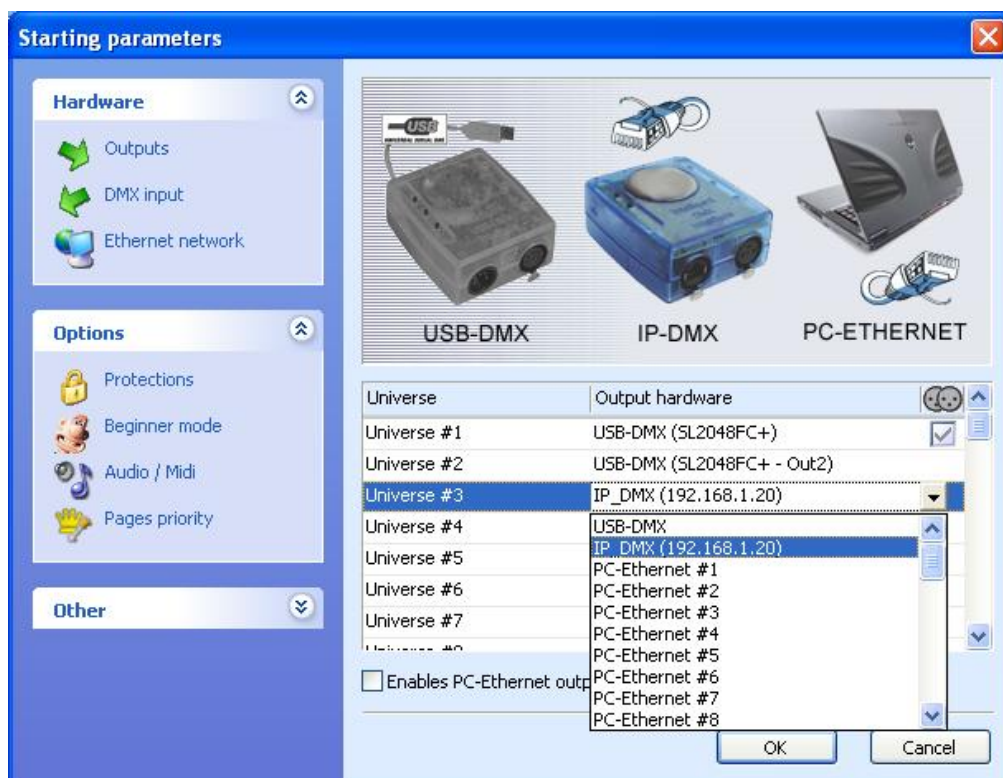 Starting parameters
Hardware
Outputs
DMX input
Ethernet network
Options
Protections
Beginner mode
Audio / Midi
Pages priority
Other
USB
USB-DMX
IP-DMX
PC-ETHERNET
Universe Output hardware
Universe #1 USB-DMX (SL2048FC+)
Universe #2 USB-DMX (SL2048FC+ - Out2)
Universe #3 IP_DMX (192.168.1.20)
Universe #4
Universe #5
Universe #6
Universe #7
USB-DMX
IP_DMX (192.168.1.20)
PC-Ethernet #1
PC-Ethernet #2
PC-Ethernet #3
PC-Ethernet #4
PC-Ethernet #5
PC-Ethernet #6
PC-Ethernet #7
PC-Ethernet #8
Enables PC-Ethernet outp
OK Cancel